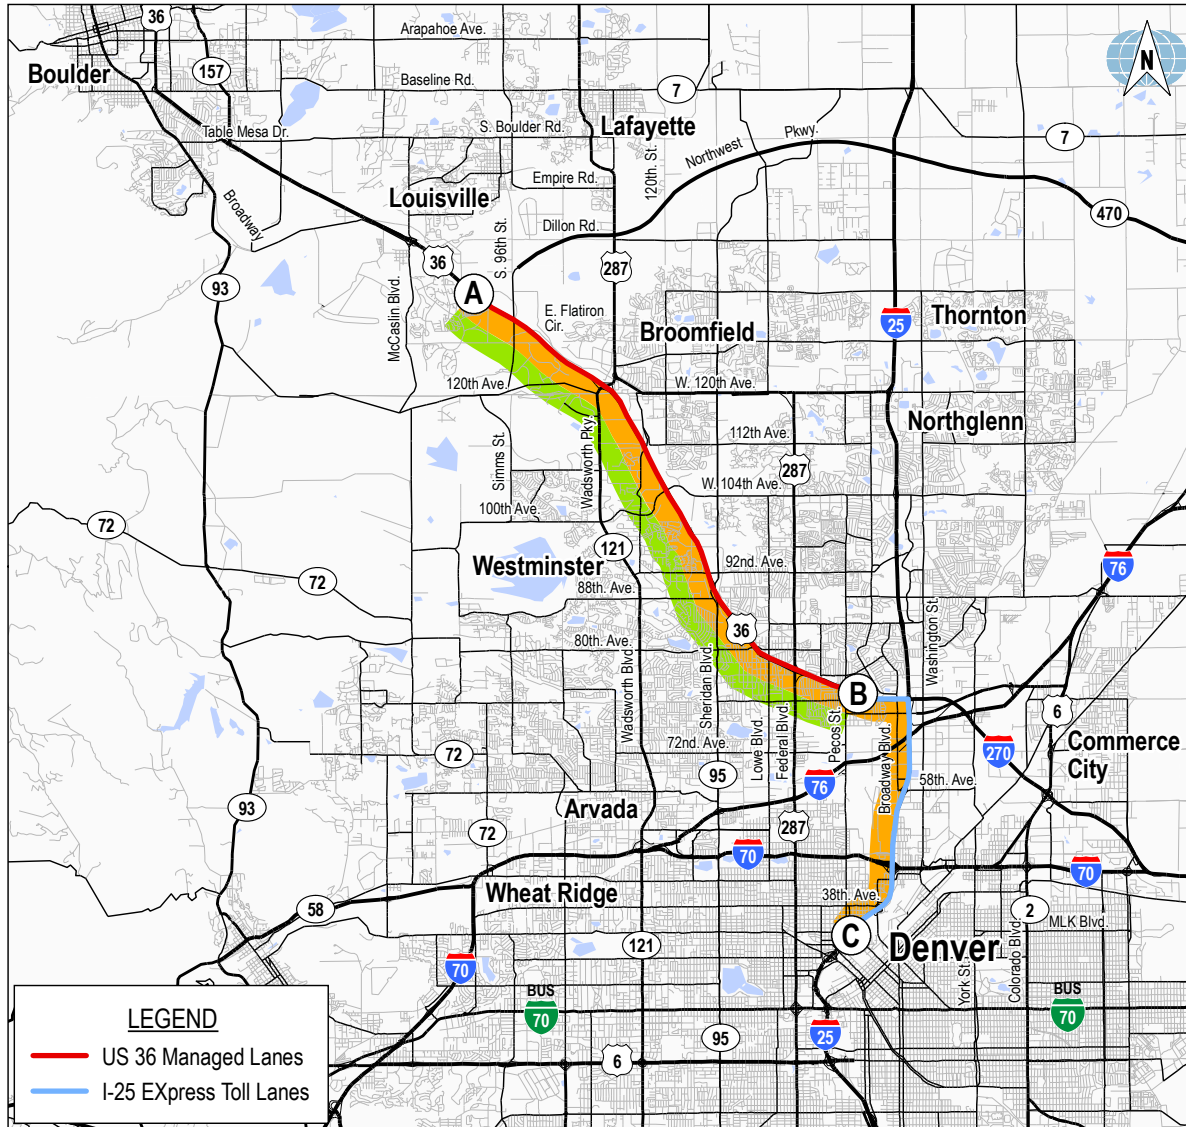 36
Arapahoe Ave.
N
Boulder
157
Baseline Rd.
7
Table Mesa Dr.
S. Boulder Rd.
Lafayette
Northwest
Pkwy.
7
120th. St.
Empire Rd.
Louisville
Broadway
470
Dillon Rd.
S. 96th St.
36
287
93
A
McCaslin Blvd.
E. Flatiron
Cir.
Broomfield
25
Thornton
120th Ave.
W. 120th Ave.
Northglenn
112th Ave.
Simms St.
Wadsworth Pky.
287
W. 104th Ave.
100th Ave.
72
121
Westminster
92nd. Ave.
76
72
88th. Ave.
Washington St.
36
80th. Ave.
Wadsworth Blvd.
Sheridan Blvd.
B
6
Lowe Blvd.
Federal Blvd.
Pecos St.
Broadway Blvd.
72nd. Ave.
72
270
Commerce
City
95
76
58th. Ave.
93
Arvada
72
287
70
70
Wheat Ridge
38th. Ave.
58
2
MLK Blvd.
C
Denver
121
70
York St.
Colorado Blvd.
BUS
70
BUS
70
LEGEND
25
95
6
US 36 Managed Lanes
I-25 EXpress Toll Lanes